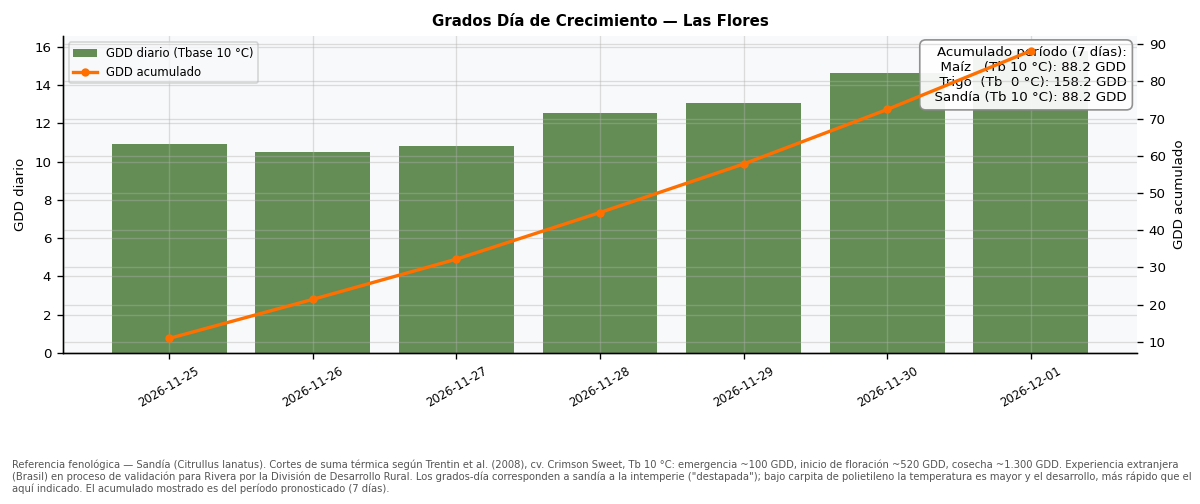 Grados Día de Crecimiento — Las Flores
GDD diario (Tbase 10 °C)
GDD acumulado
Acumulado período (7 días):
Maíz (Tb 10 °C): 88.2 GDD
Trigo (Tb 0 °C): 158.2 GDD
Sandía (Tb 10 °C): 88.2 GDD
GDD diario
16
14
12
10
8
6
4
2
0
GDD acumulado
90
80
70
60
50
40
30
20
10
2026-11-25
2026-11-26
2026-11-27
2026-11-28
2026-11-29
2026-11-30
2026-12-01
Referencia fenológica — Sandía (Citrullus lanatus). Cortes de suma térmica según Trentin et al. (2008), cv. Crimson Sweet, Tb 10 °C: emergencia ~100 GDD, inicio de floración ~520 GDD, cosecha ~1.300 GDD. Experiencia extranjera
(Brasil) en proceso de validación para Rivera por la División de Desarrollo Rural. Los grados-día corresponden a sandía a la intemperie ("destapada"); bajo carpita de polietileno la temperatura es mayor y el desarrollo, más rápido que el
aquí indicado. El acumulado mostrado es del período pronosticado (7 días).